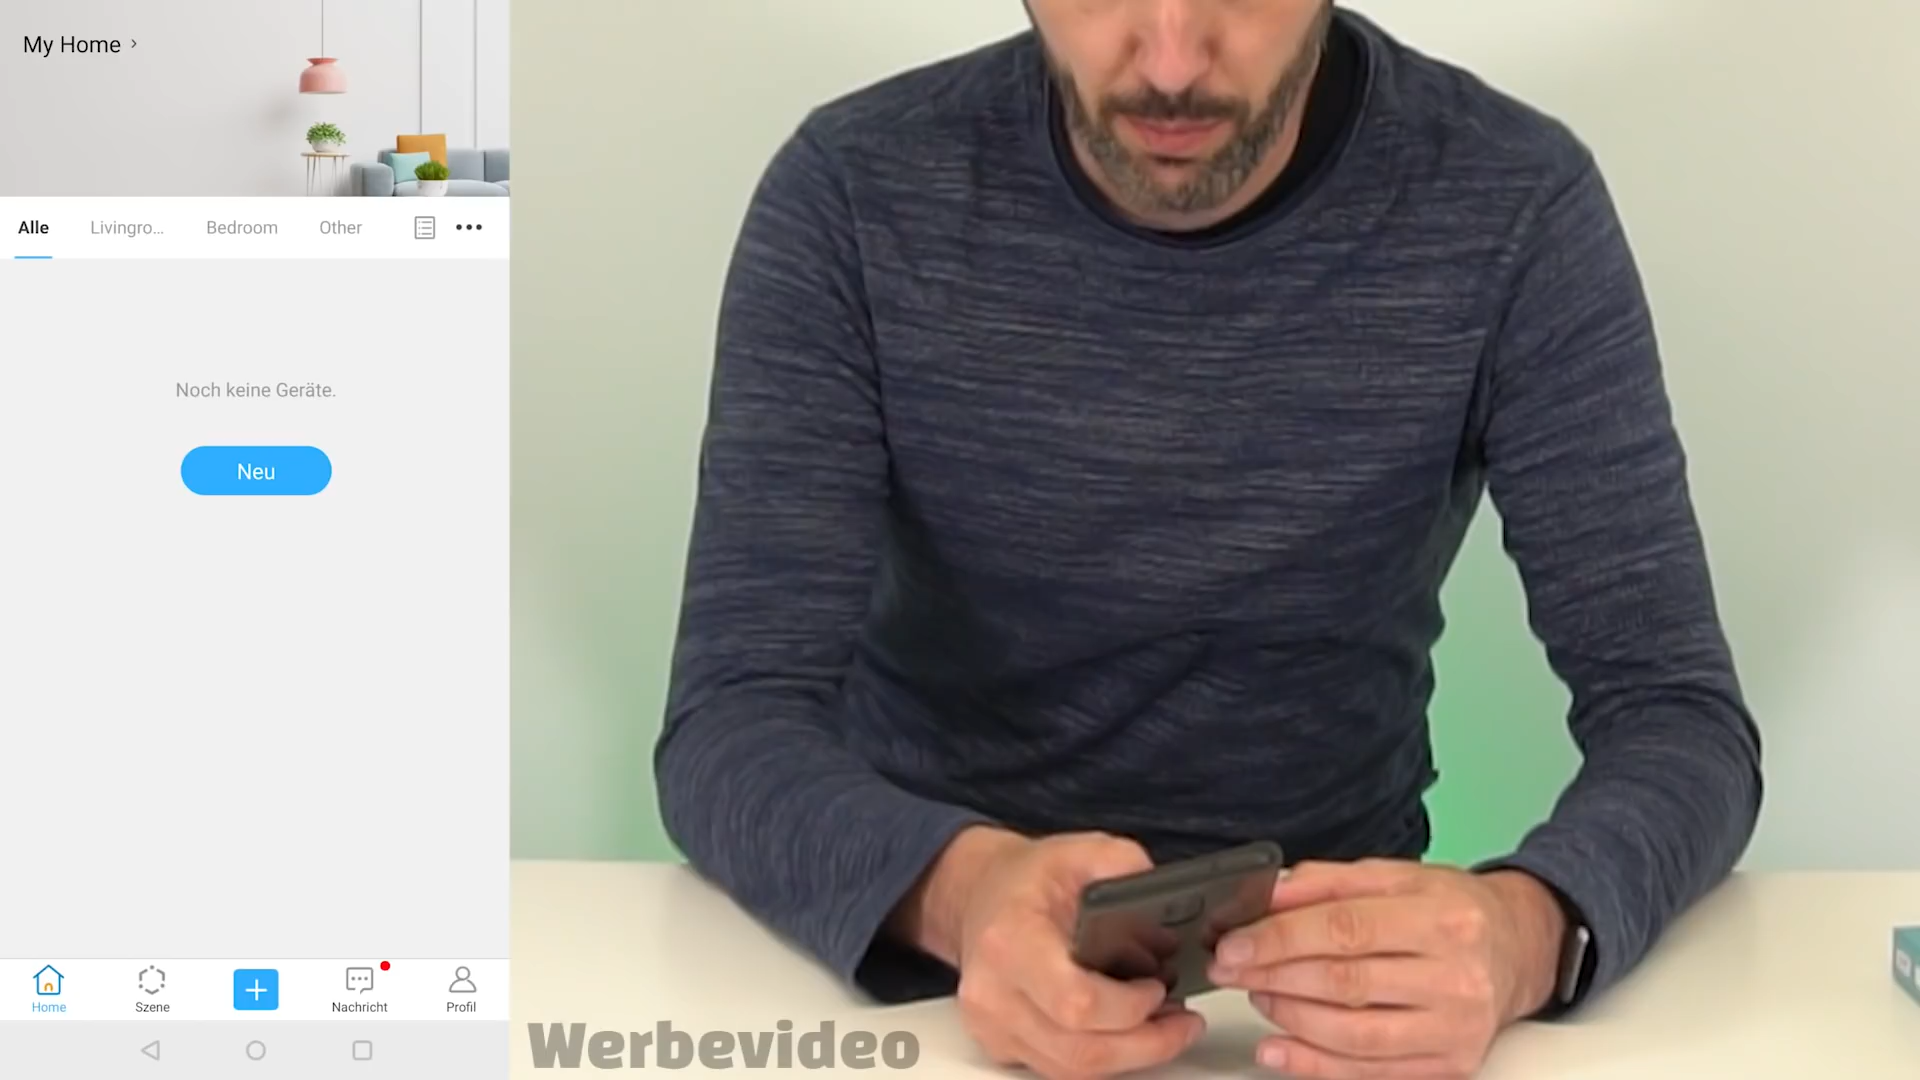 My Home
Alle Livingro... Bedroom Other
Noch keine Geräte.
Neu
Home Szene Nachricht Profil
Werbevideo